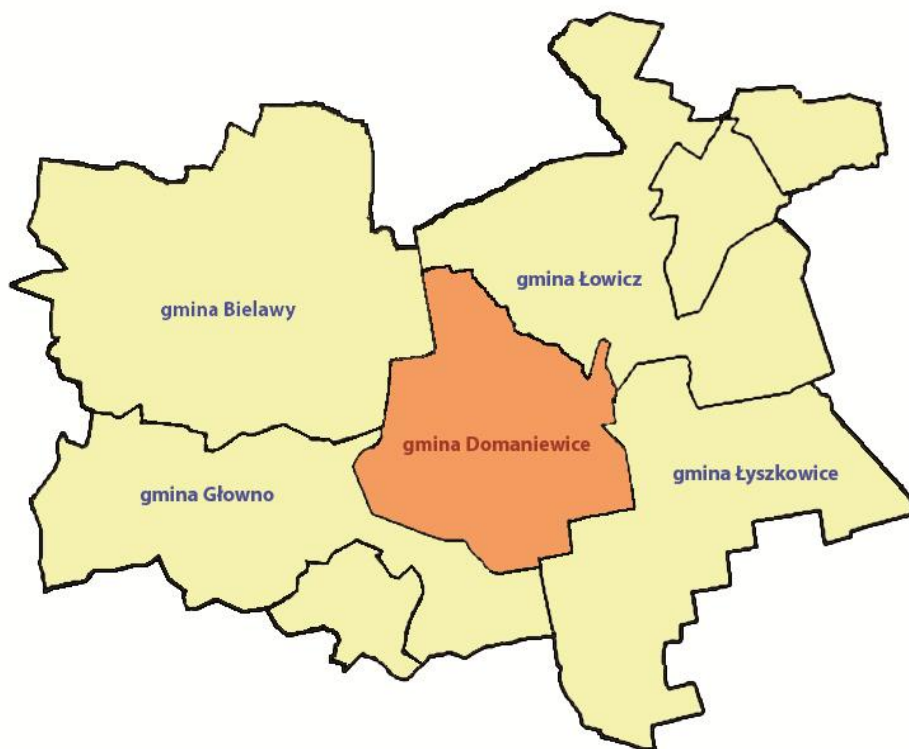 gmina Łowicz
gmina Bielawy
gmina Domaniewice
gmina Łyszkowice
gmina Głowno